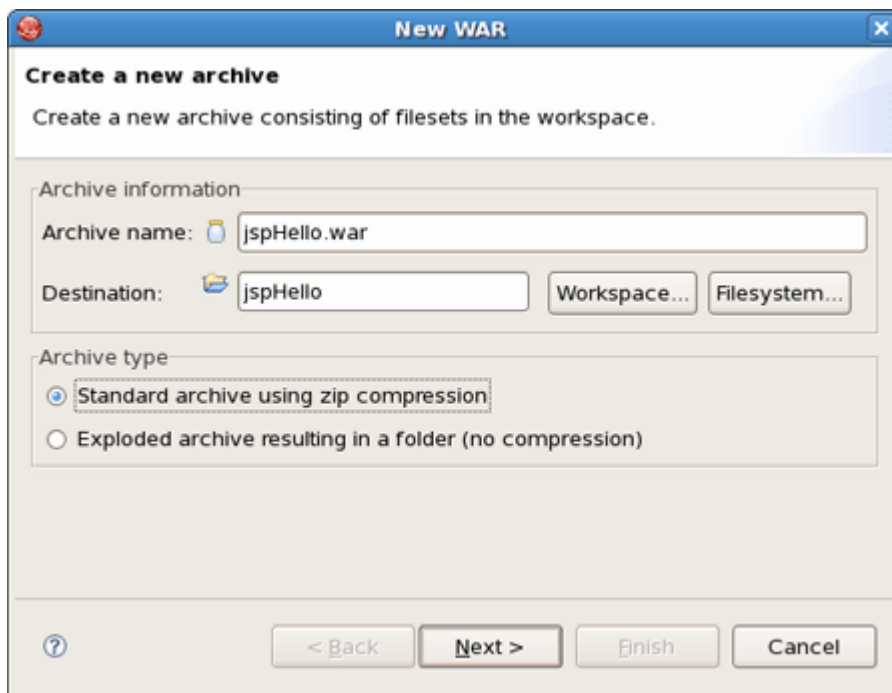 New WAR
Create a new archive
Create a new archive consisting of filesets in the workspace.
Archive information
Archive name: jspHello.war
Destination: jspHello Workspace... Filesystem...
Archive type
Standard archive using zip compression
Exploded archive resulting in a folder (no compression)
? < Back Next > Finish Cancel